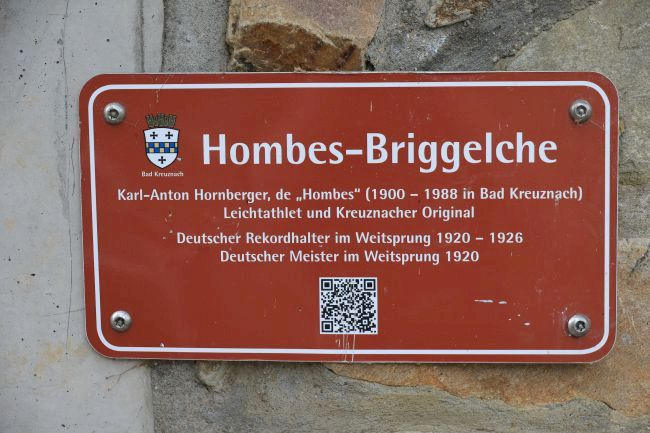 Hombes-Briggelche
Bad Kreuznach
Karl-Anton Hornberger, de „Hombes“ (1900 – 1988 in Bad Kreuznach)
Leichtathlet und Kreuznacher Original
Deutscher Rekordhalter im Weitsprung 1920 – 1926
Deutscher Meister im Weitsprung 1920